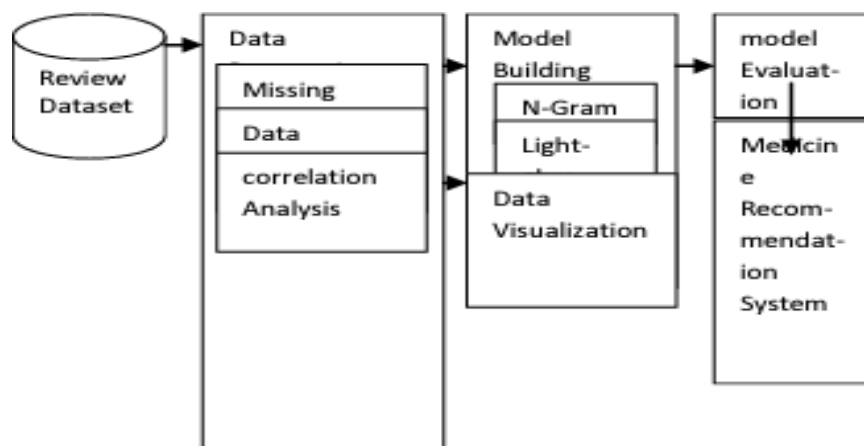 Review
Dataset
Data
Missing
Data
correlation
Analysis
Model
Building
N-Gram
Light-
Data
Visualization
model
Evaluat-
ion
Medicin
e
Recom-
mendat-
ion
System